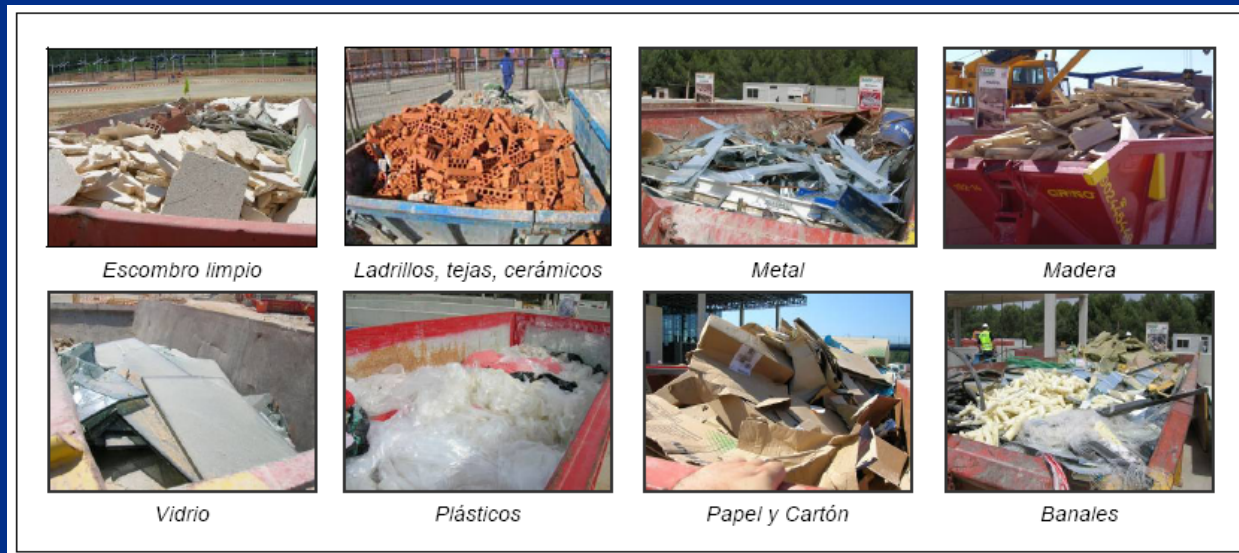 Escombro limpio
Ladrillos, tejas, cerámicos
Metal
Madera
Vidrio
Plásticos
Papel y Cartón
Banales